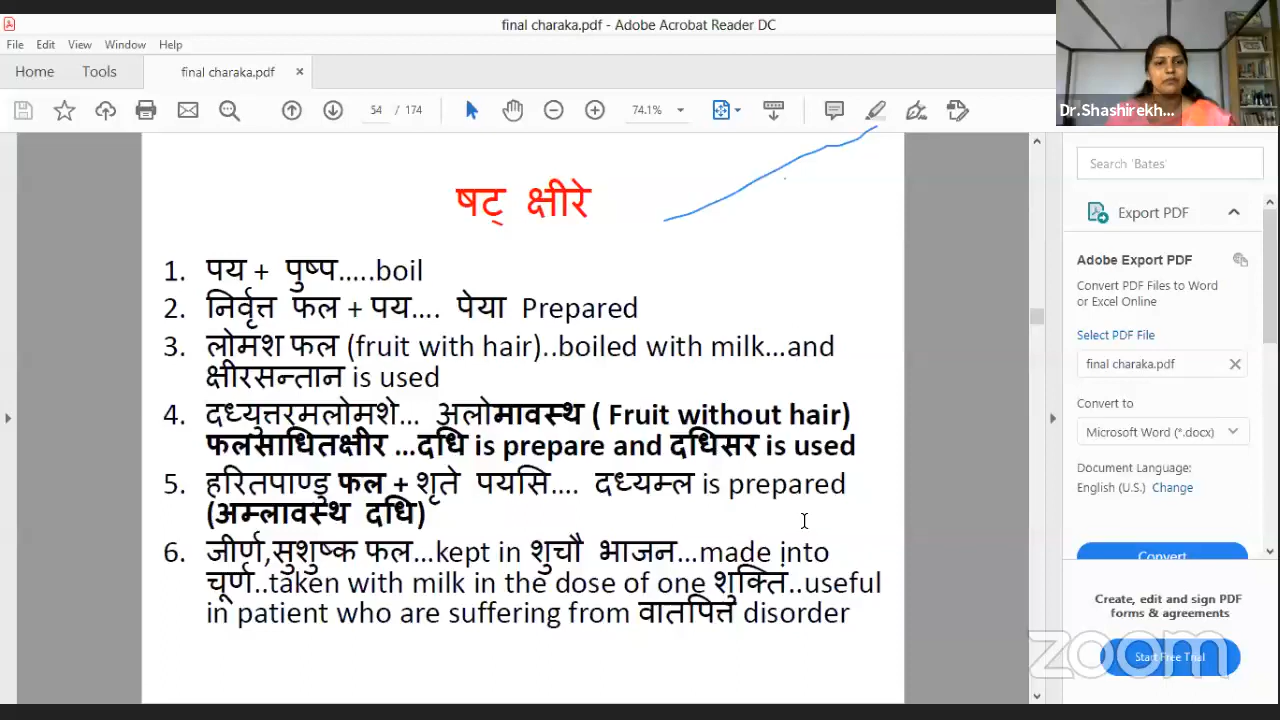 final charaka.pdf - Adobe Acrobat Reader DC
File Edit View Window Help
Home Tools final charaka.pdf ×
54 / 174 74.1%
Dr.Shashirekh...
षट् क्षीरे
1. पय + पुष्प.....boil
2. निर्वृत्त फल + पय.... पेया Prepared
3. लोमश फल (fruit with hair)..boiled with milk...and
क्षीरसन्तान is used
4. दध्युत्तरमलोमशे... अलोमावस्थ ( Fruit without hair)
फलसाधितक्षीर ...दधि is prepare and दधिसर is used
5. हरितपाण्डु फल + शृते पयसि.... दध्यम्ल is prepared
(अम्लावस्थ दधि)
6. जीर्ण,सुशुष्क फल...kept in शुचौ भाजन...made into
चूर्ण..taken with milk in the dose of one शुक्ति..useful
in patient who are suffering from वातपित्त disorder
Search 'Bates'
Export PDF
Adobe Export PDF
Convert PDF Files to Word
or Excel Online
Select PDF File
final charaka.pdf
Convert to
Microsoft Word (*.docx)
Document Language:
English (U.S.) Change
Convert
Create, edit and sign PDF
forms & agreements
Start Free Trial
zoom